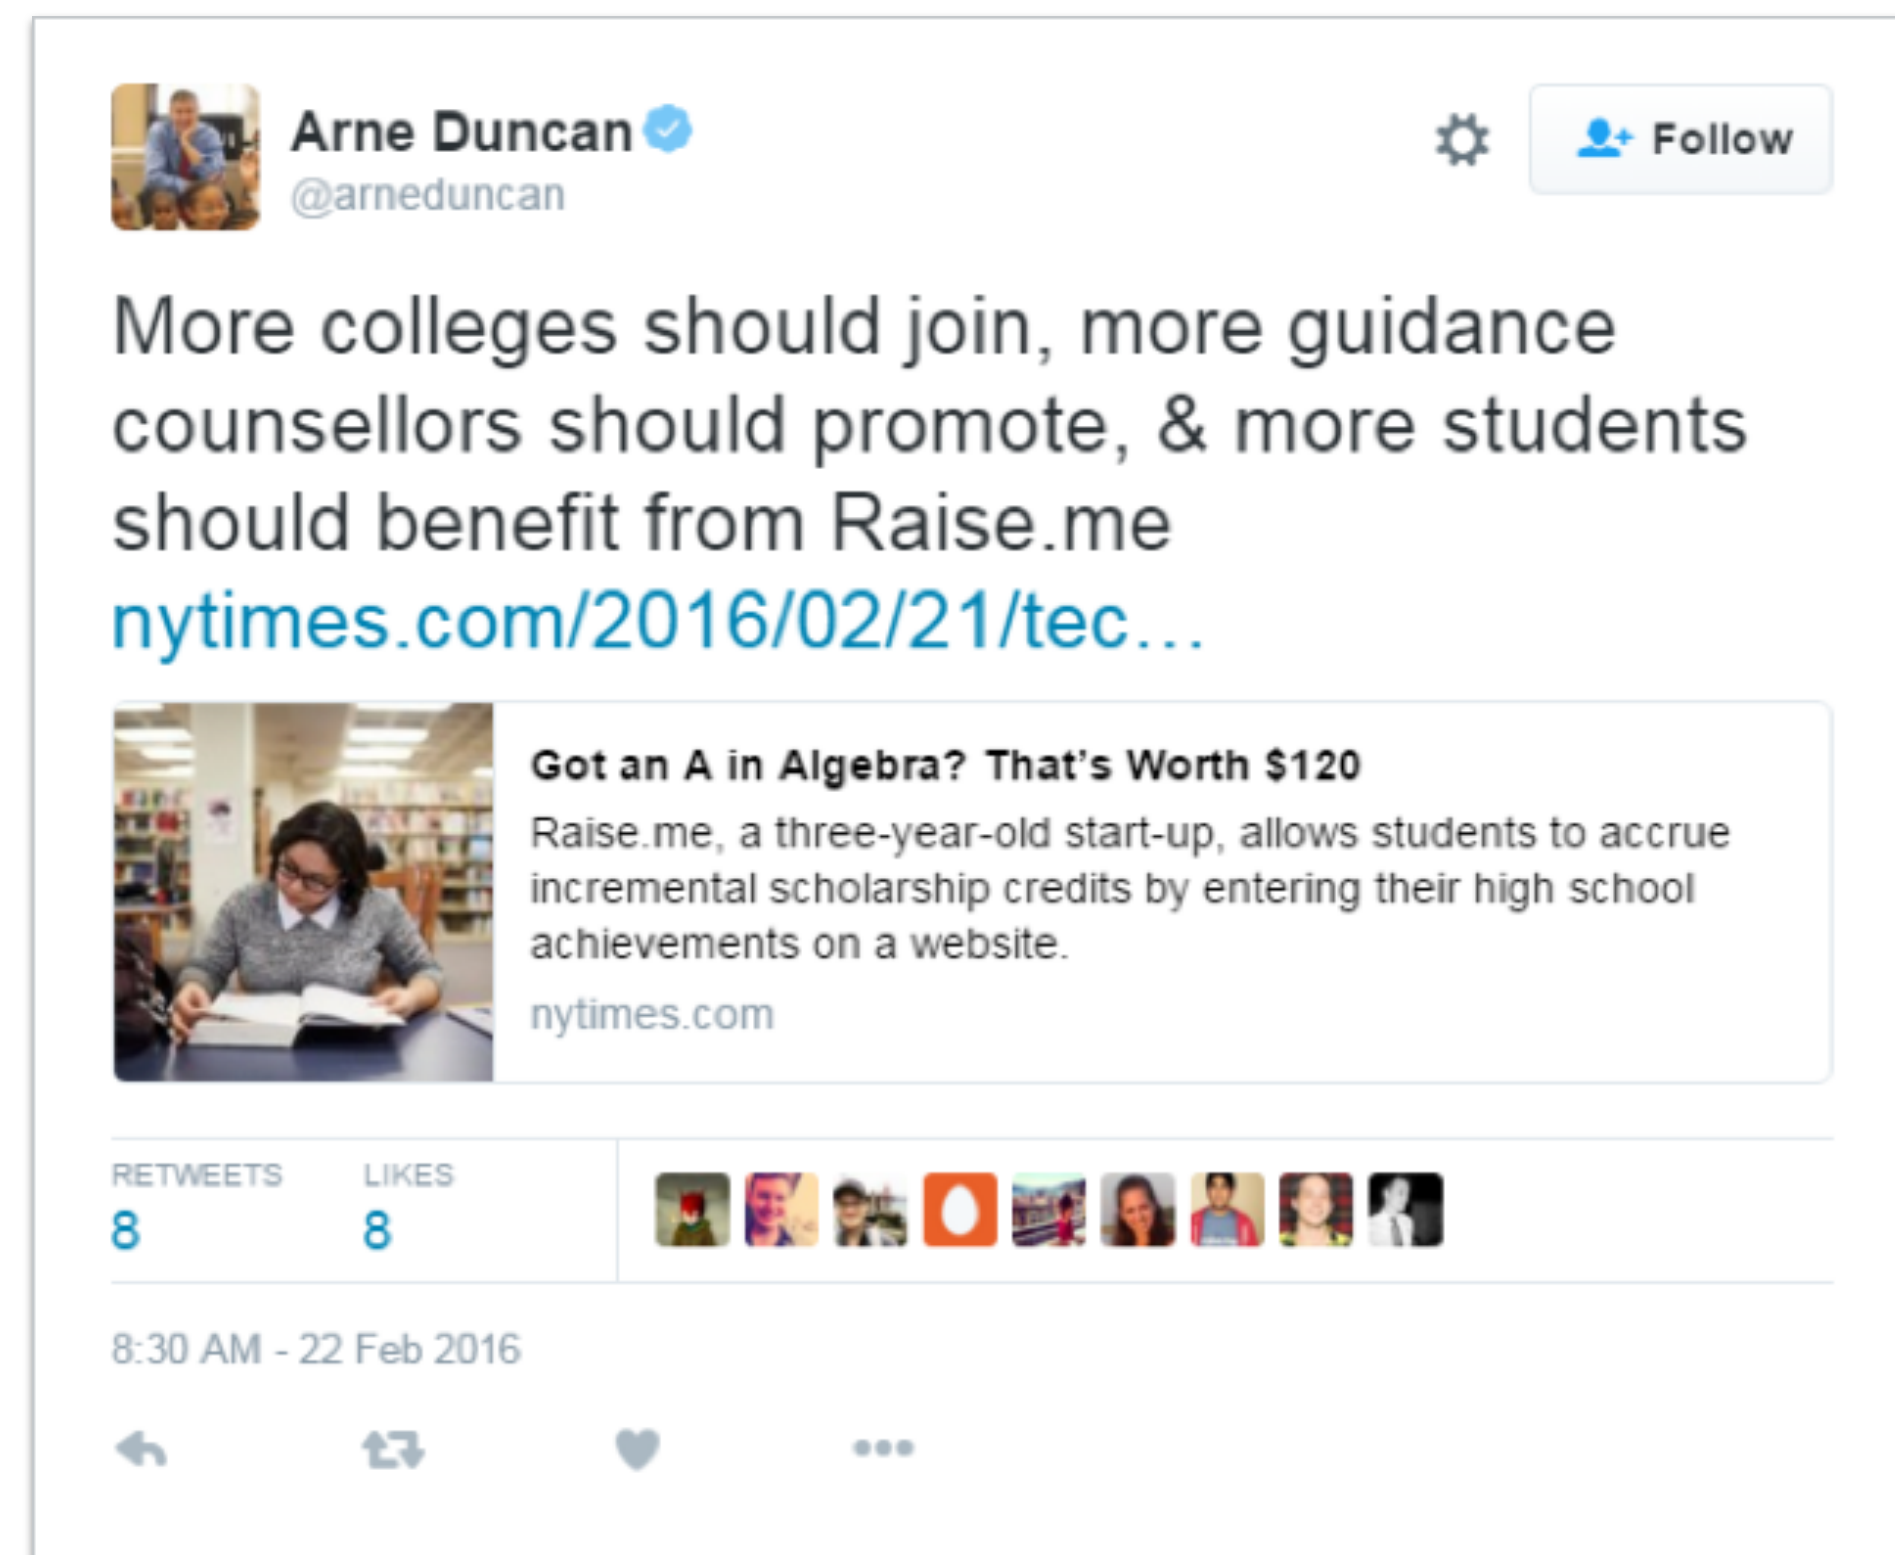 Arne Duncan
@arneduncan
Follow
More colleges should join, more guidance
counsellors should promote, & more students
should benefit from Raise.me
nytimes.com/2016/02/21/tec…
Got an A in Algebra? That's Worth $120
Raise.me, a three-year-old start-up, allows students to accrue
incremental scholarship credits by entering their high school
achievements on a website.
nytimes.com
RETWEETS LIKES
8 8
8:30 AM - 22 Feb 2016